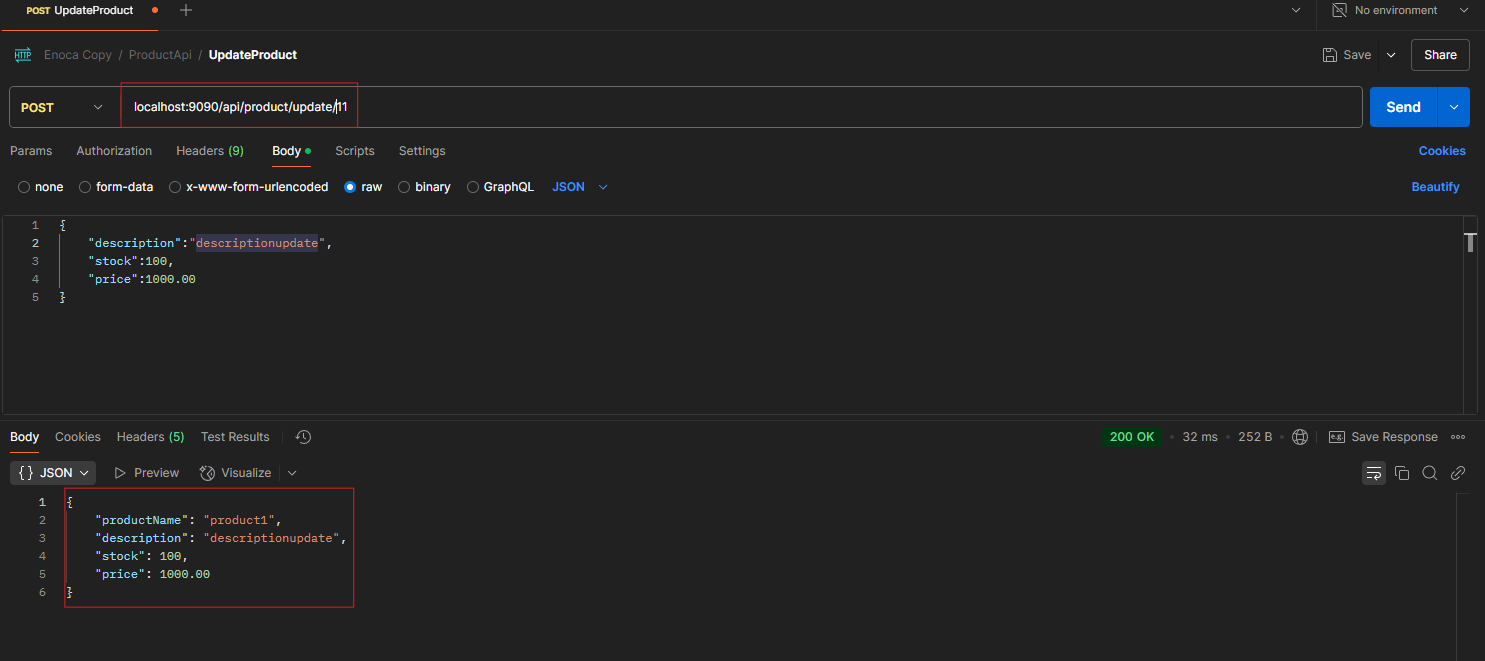 POST UpdateProduct
No environment
Enoca Copy / ProductApi / UpdateProduct
Save
Share
POST
localhost:9090/api/product/update/11
Send
Params Authorization Headers (9) Body Scripts Settings
Cookies
none form-data x-www-form-urlencoded raw binary GraphQL JSON
Beautify
1 {
2 "description":"descriptionupdate",
3 "stock":100,
4 "price":1000.00
5 }
Body Cookies Headers (5) Test Results
200 OK • 32 ms • 252 B •
e.g. Save Response
{} JSON Preview Visualize
1 {
2 "productName": "product1",
3 "description": "descriptionupdate",
4 "stock": 100,
5 "price": 1000.00
6 }